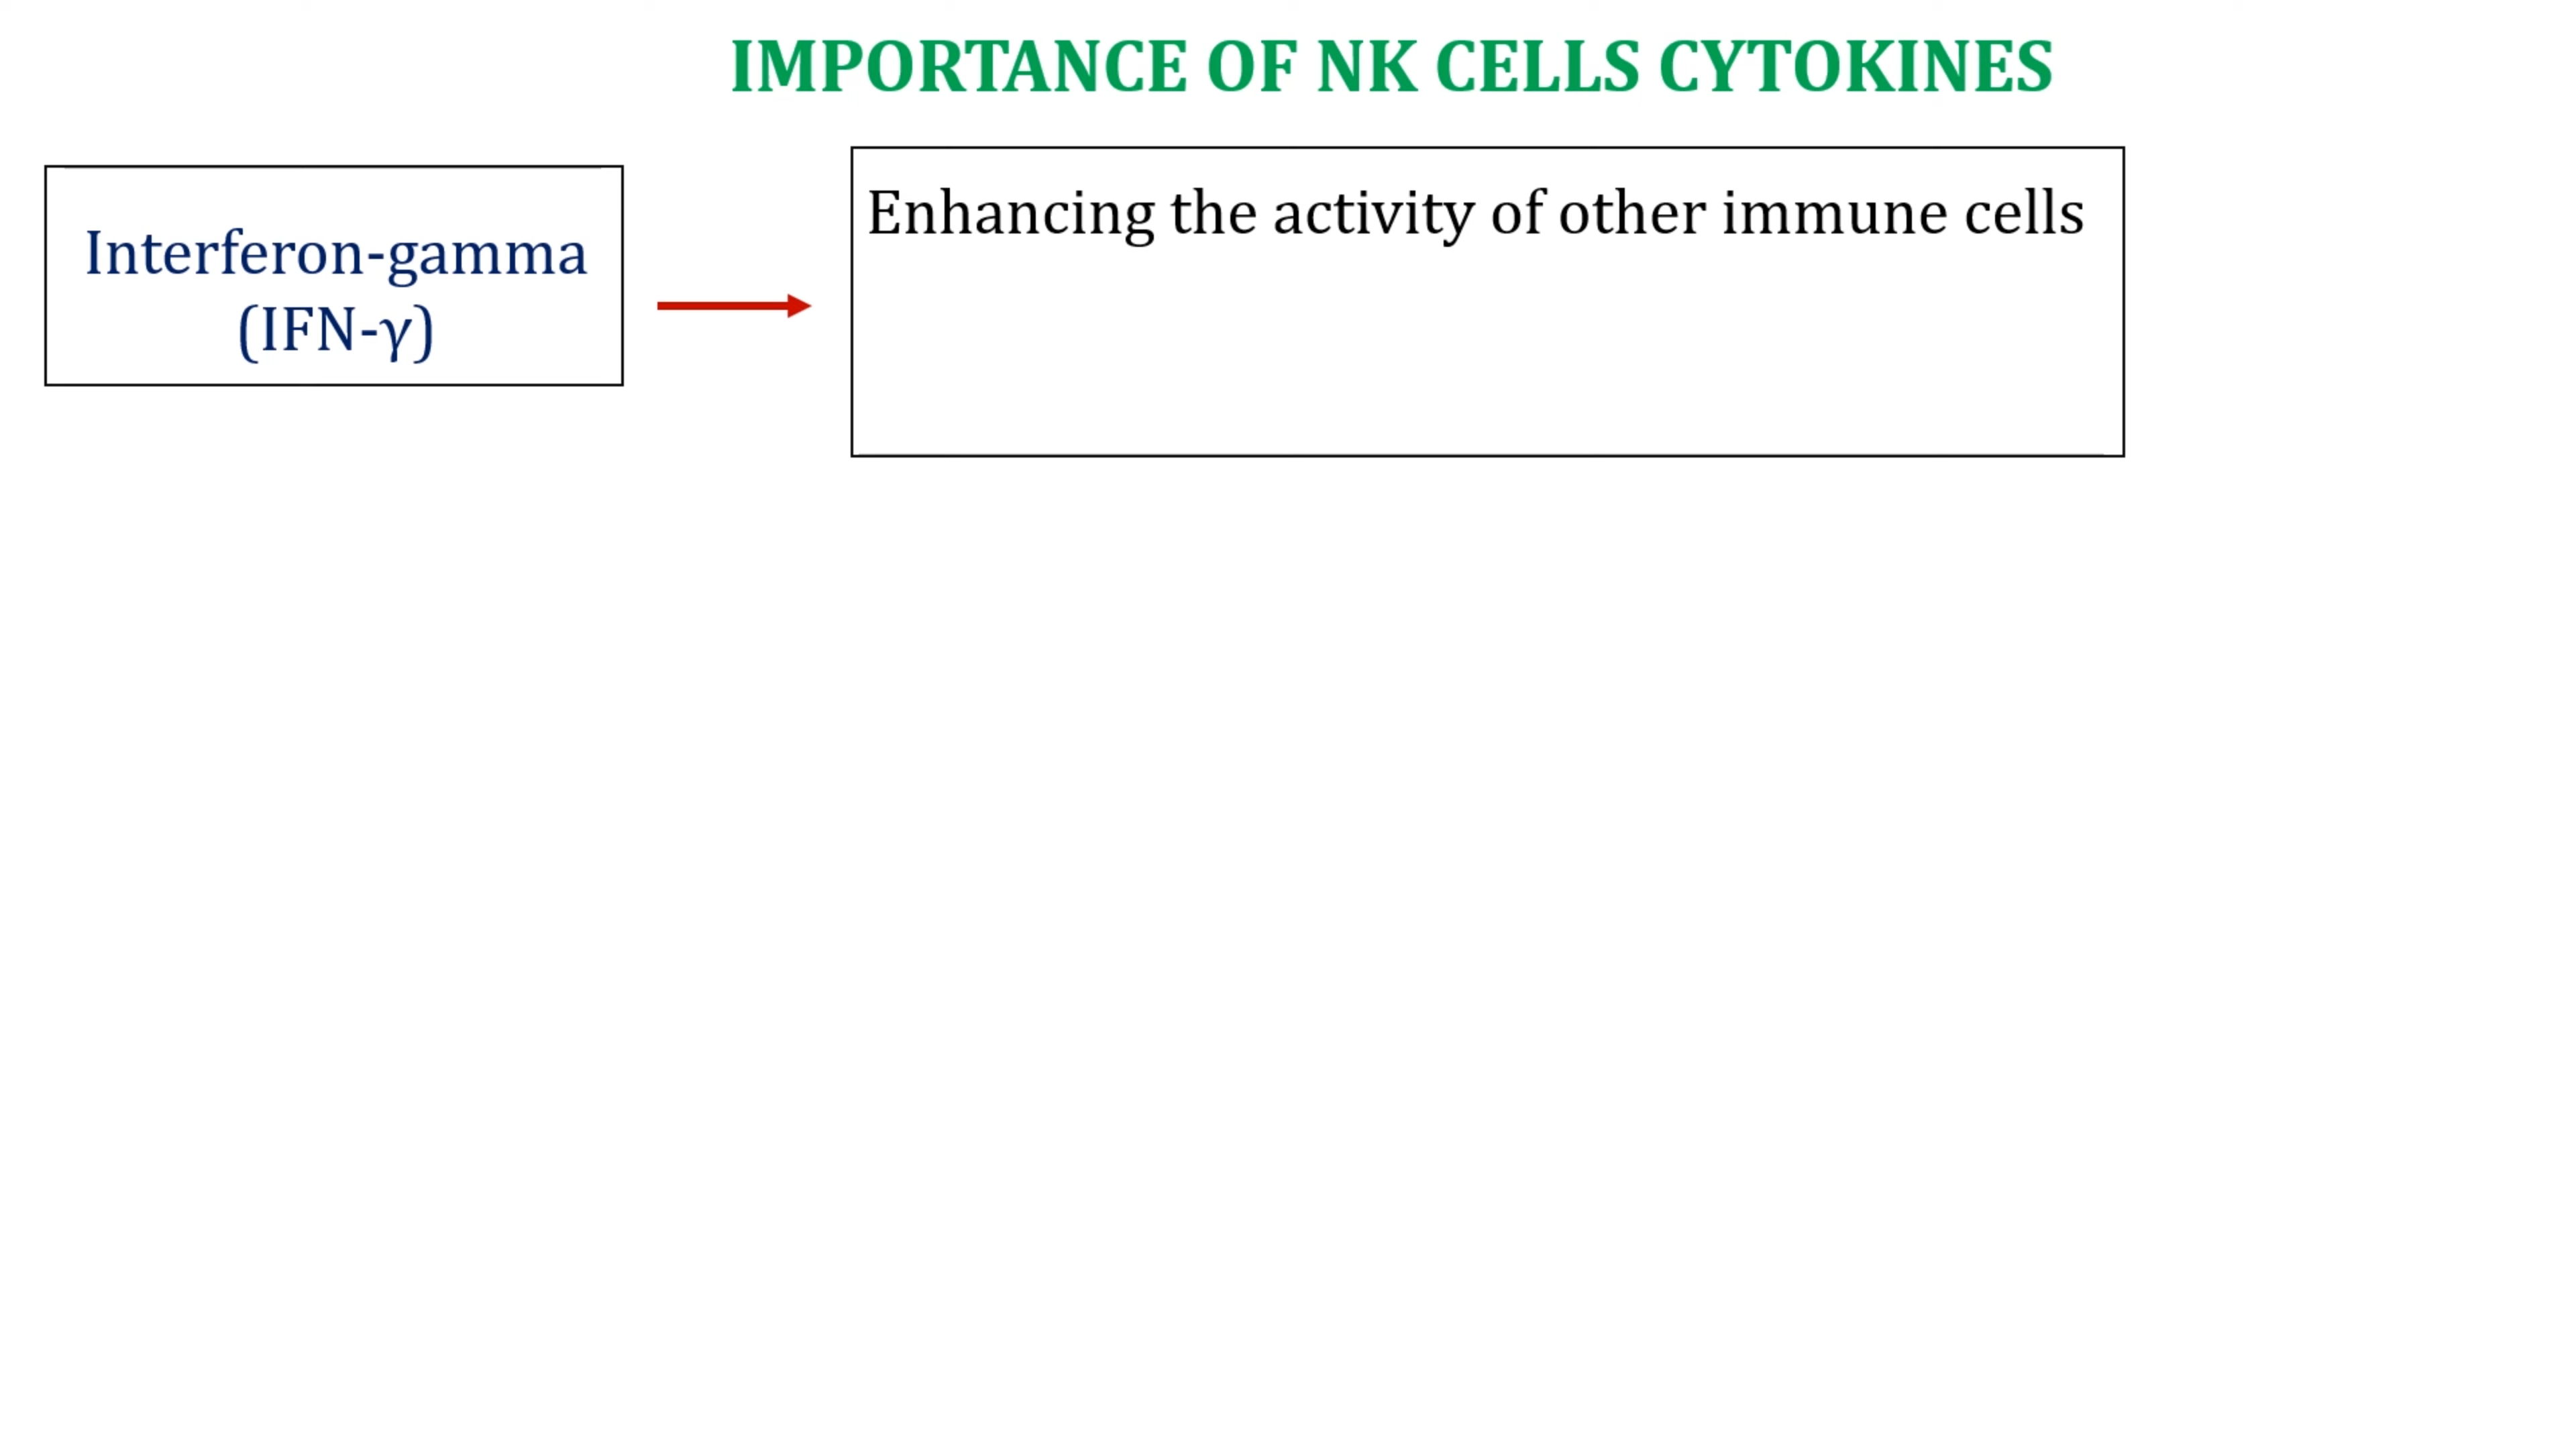 IMPORTANCE OF NK CELLS CYTOKINES
Interferon-gamma
(IFN-γ)
Enhancing the activity of other immune cells